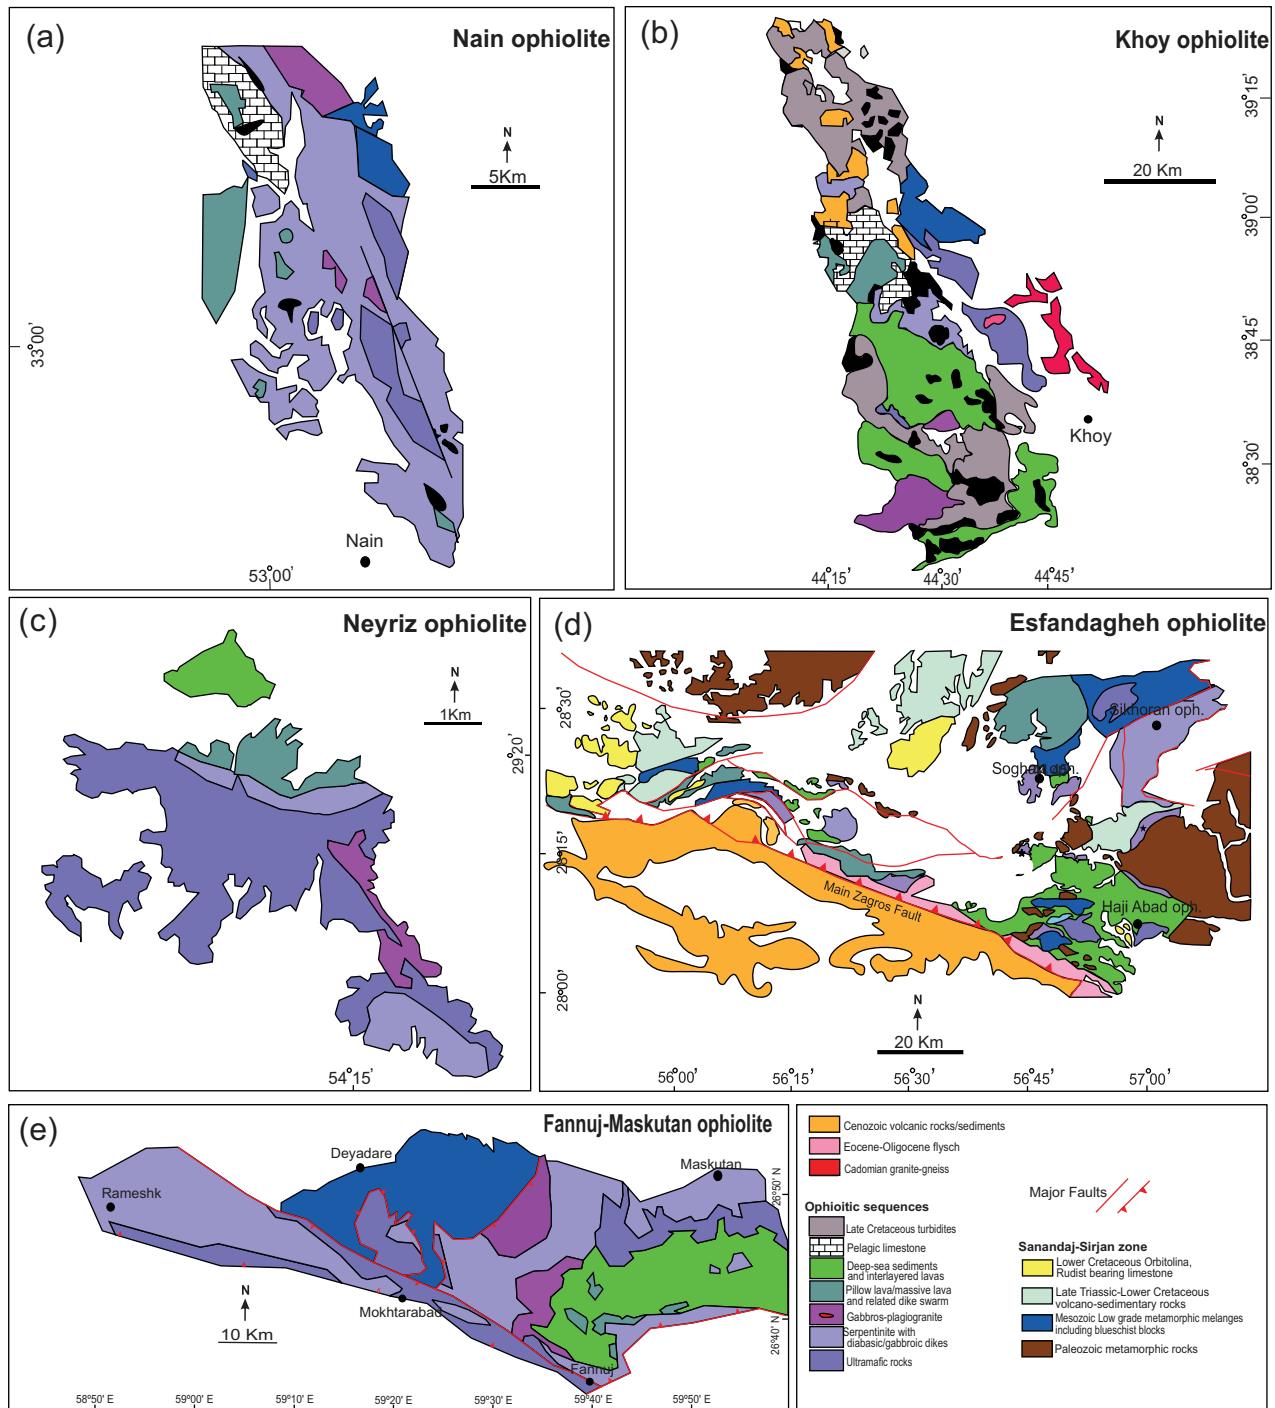 (a)
Nain ophiolite
N
5Km
33°00'
Nain
53°00'
(b)
Khoy ophiolite
N
20 Km
39°15'
39°00'
38°45'
38°30'
Khoy
44°15'
44°30'
44°45'
(c)
Neyriz ophiolite
N
1Km
29°20'
54°15'
(d)
Esfandagheh ophiolite
28°30'
28°15'
28°00'
Sikhoran oph.
Haji Abad oph.
Main Zagros Fault
N
20 Km
56°00'
56°15'
56°30'
56°45'
57°00'
(e)
Fannuj-Maskutan ophiolite
Deyadare
Maskutan
Rameshk
Mokhtarabad
Fannuj
N
10 Km
26°50' N
26°40' N
58°50' E
59°00' E
59°10' E
59°20' E
59°30' E
59°40' E
59°50' E
Cenozoic volcanic rocks/sediments
Eocene-Oligocene flysch
Cadomian granite-gneiss
Ophioitic sequences
Late Cretaceous turbidites
Pelagic limestone
Deep-sea sediments
and interlayered lavas
Pillow lava/massive lava
and related dike swarm
Gabbros-plagiogranite
Serpentinite with
diabasic/gabbroic dikes
Ultramafic rocks
Major Faults
Sanandaj-Sirjan zone
Lower Cretaceous Orbitolina,
Rudist bearing limestone
Late Triassic-Lower Cretaceous
volcano-sedimentary rocks
Mesozoic Low grade metamorphic melanges
including blueschist blocks
Paleozoic metamorphic rocks